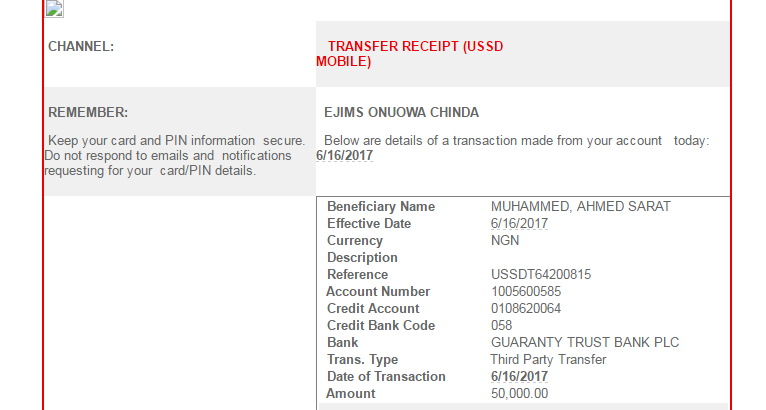 CHANNEL:
TRANSFER RECEIPT (USSD
MOBILE)
REMEMBER:
Keep your card and PIN information secure.
Do not respond to emails and notifications
requesting for your card/PIN details.
EJIMS ONUOWA CHINDA
Below are details of a transaction made from your account today:
6/16/2017
Beneficiary Name MUHAMMED, AHMED SARAT
Effective Date 6/16/2017
Currency NGN
Description
Reference USSDT64200815
Account Number 1005600585
Credit Account 0108620064
Credit Bank Code 058
Bank GUARANTY TRUST BANK PLC
Trans. Type Third Party Transfer
Date of Transaction 6/16/2017
Amount 50,000.00